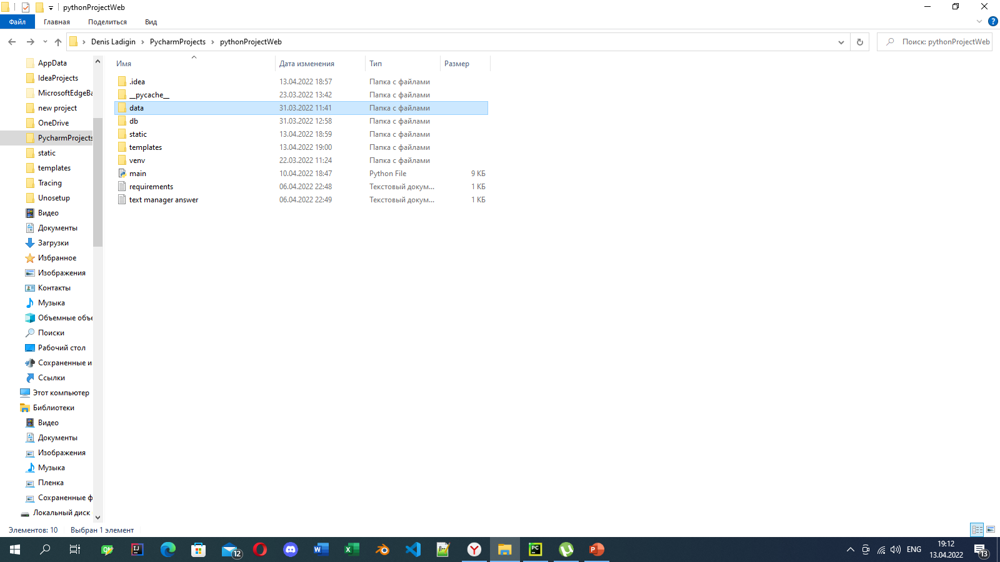 pythonProjectWeb
Файл Главная Поделиться Вид
Denis Ladigin PycharmProjects pythonProjectWeb Поиск: pythonProjectWeb
AppData
IdeaProjects
MicrosoftEdgeBa
new project
OneDrive
PycharmProjects
static
templates
Tracing
Unosetup
Видео
Документы
Загрузки
Избранное
Изображения
Контакты
Музыка
Объемные объе
Поиски
Рабочий стол
Сохраненные и
Ссылки
Этот компьютер
Библиотеки
Видео
Документы
Изображения
Музыка
Пленка
Сохраненные ф
Локальный диск
Имя Дата изменения Тип Размер
.idea 13.04.2022 18:57 Папка с файлами
__pycache__ 23.03.2022 13:42 Папка с файлами
data 31.03.2022 11:41 Папка с файлами
db 31.03.2022 12:58 Папка с файлами
static 13.04.2022 18:59 Папка с файлами
templates 13.04.2022 19:00 Папка с файлами
venv 22.03.2022 11:24 Папка с файлами
main 10.04.2022 18:47 Python File 9 КБ
requirements 06.04.2022 22:48 Текстовый докум... 1 КБ
text manager answer 06.04.2022 22:49 Текстовый докум... 1 КБ
Элементов: 10 Выбран 1 элемент
12
ENG
19:12
13.04.2022
13